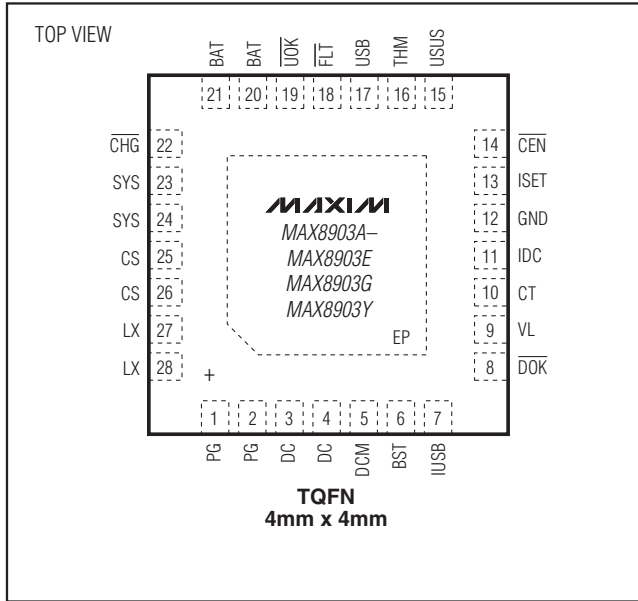 TOP VIEW
BAT
BAT
UOK
FLT
USB
THM
USUS
21
20
19
18
17
16
15
CHG 22
SYS 23
SYS 24
CS 25
CS 26
LX 27
LX 28
14 CEN
13 ISET
12 GND
11 IDC
10 CT
9 VL
8 DOK
MAXIM
MAX8903A–
MAX8903E
MAX8903G
MAX8903Y
EP
+
1
2
3
4
5
6
7
PG
PG
DC
DC
DCM
BST
IUSB
TQFN
4mm x 4mm